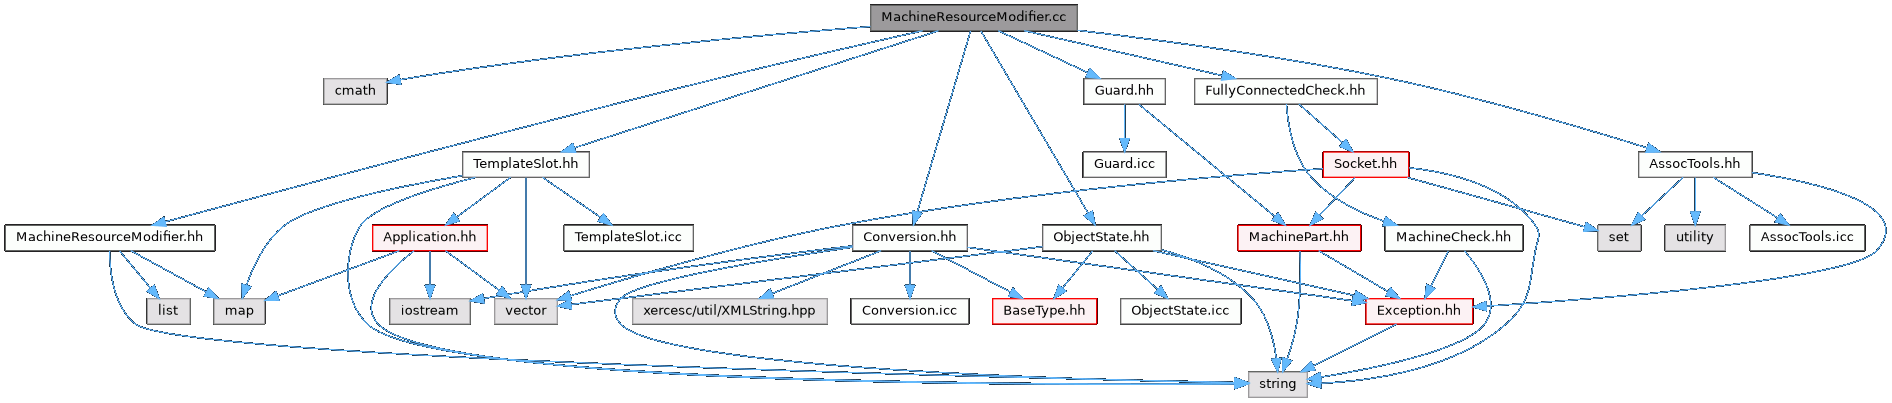 MachineResourceModifier.cc
cmath
Guard.hh
FullyConnectedCheck.hh
TemplateSlot.hh
Guard.icc
Socket.hh
AssocTools.hh
MachineResourceModifier.hh
Application.hh
TemplateSlot.icc
Conversion.hh
ObjectState.hh
MachinePart.hh
MachineCheck.hh
set
utility
AssocTools.icc
list
map
iostream
vector
xercesc/util/XMLString.hpp
Conversion.icc
BaseType.hh
ObjectState.icc
Exception.hh
string